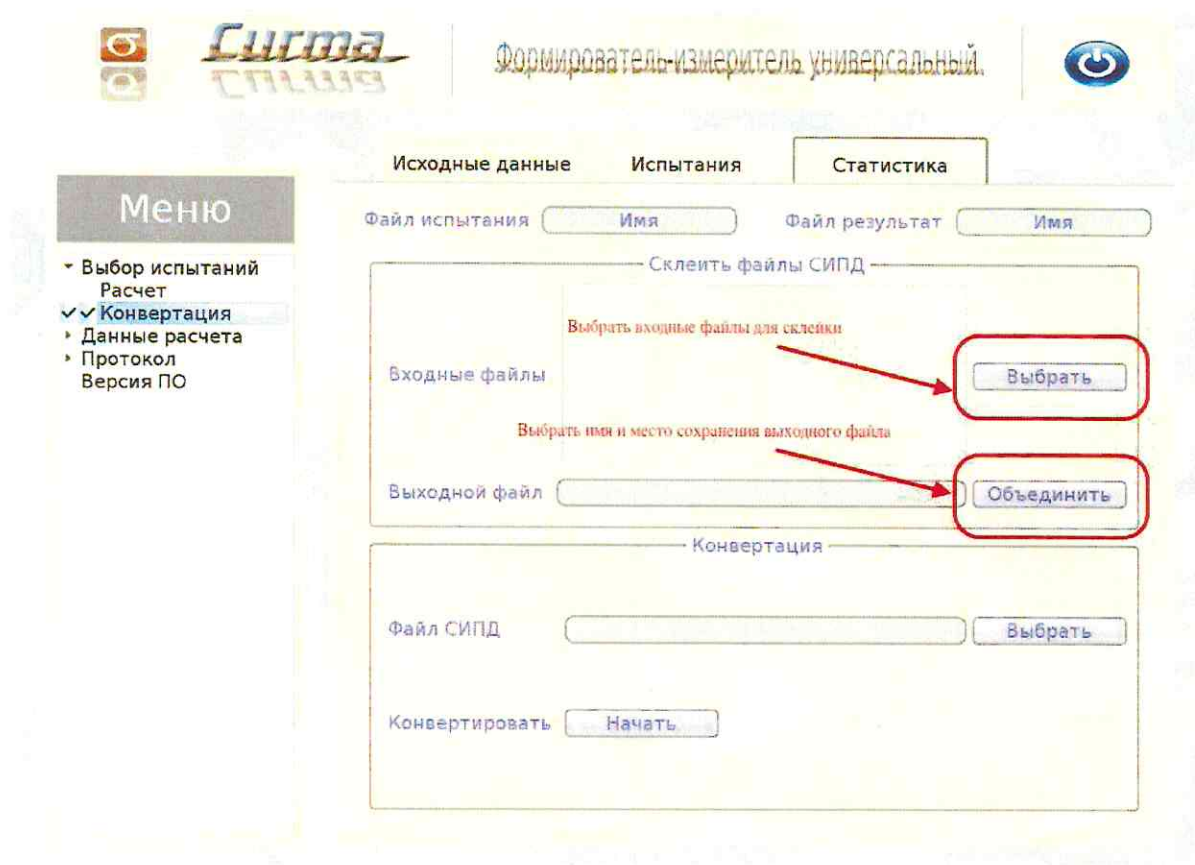 σ Сигма Формирователь-измеритель универсальный.
Исходные данные Испытания Статистика
Меню
Файл испытания Имя Файл результат Имя
Выбор испытаний
Расчет
Конвертация
Данные расчета
Протокол
Версия ПО
Склеить файлы СИПД
Выбрать входные файлы для склейки
Входные файлы Выбрать
Выбрать имя и место сохранения выходного файла
Выходной файл Объединить
Конвертация
Файл СИПД Выбрать
Конвертировать Начать